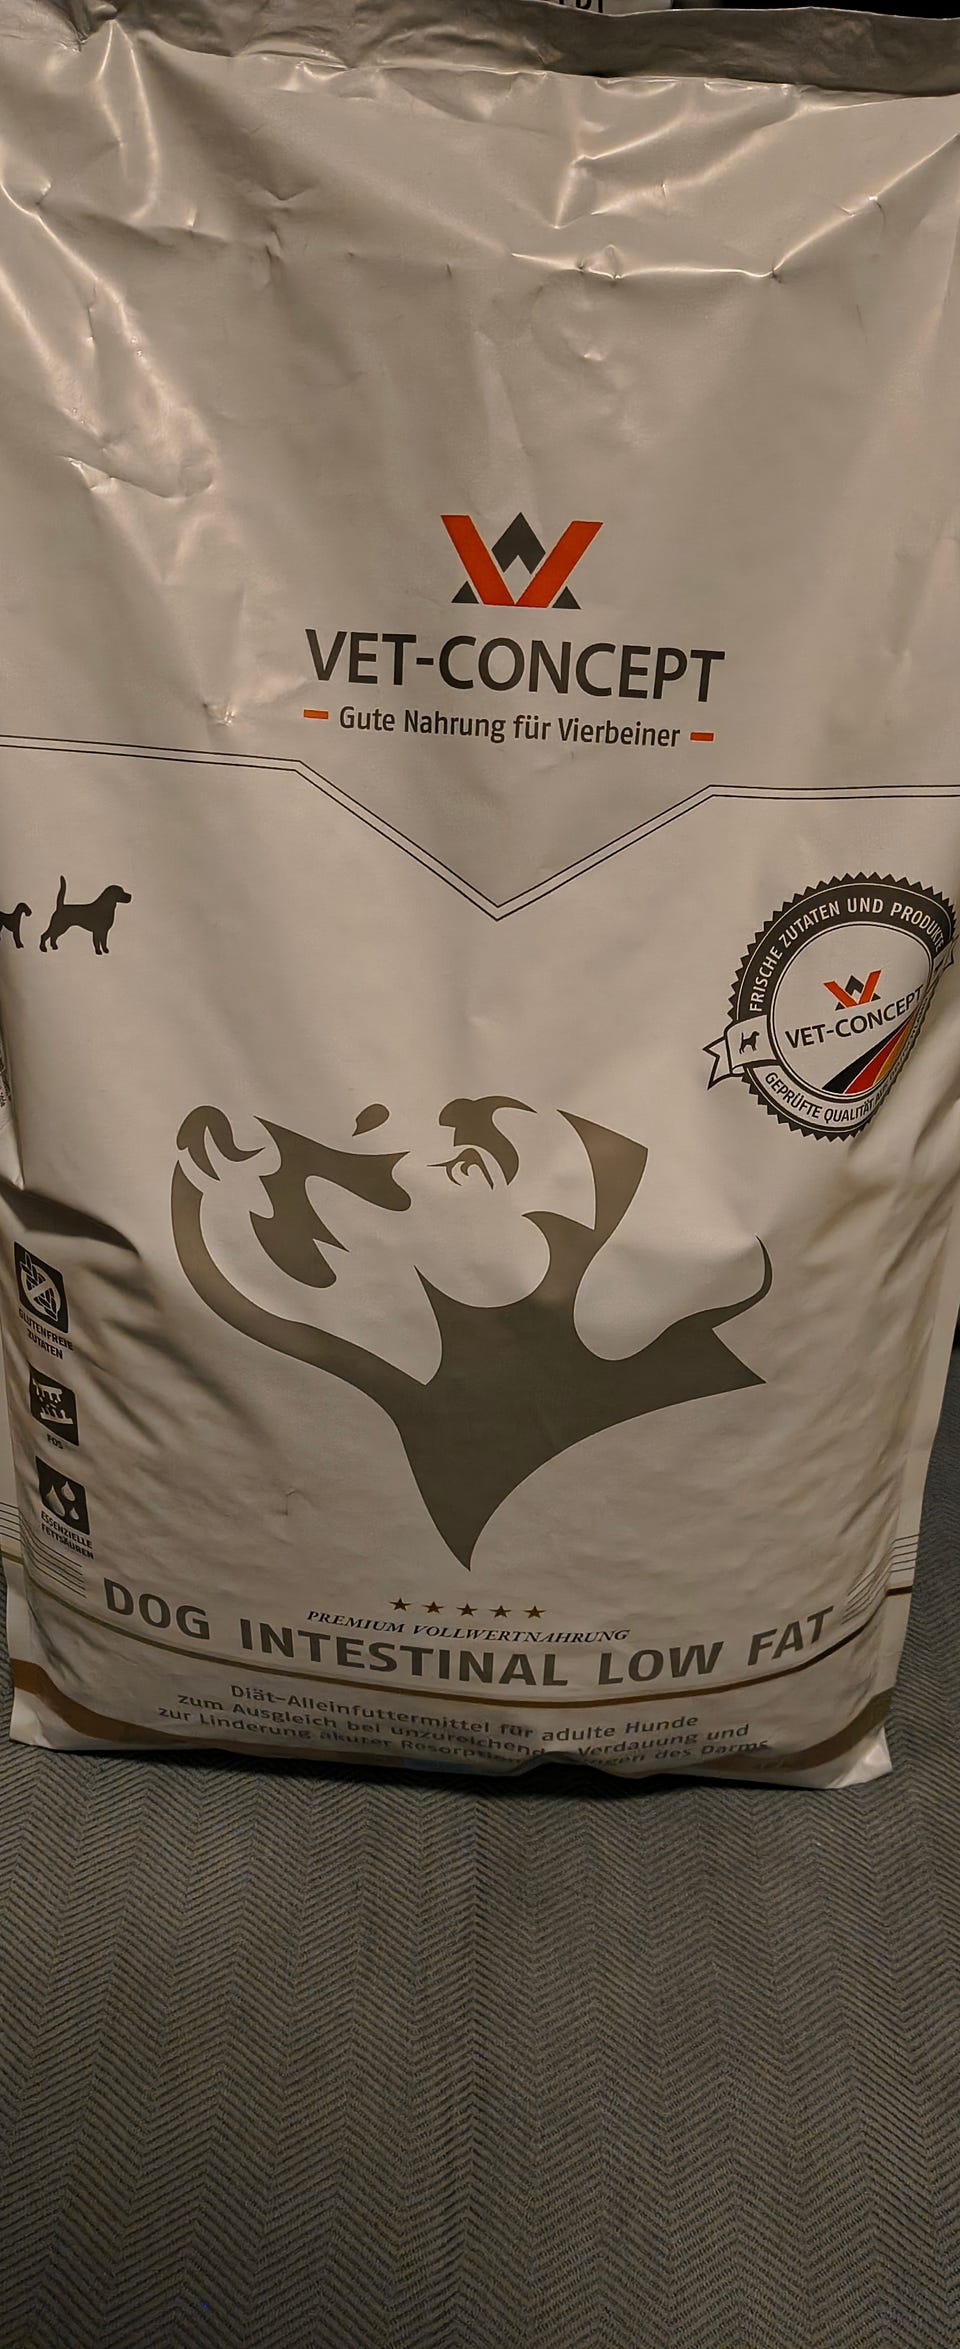 VET-CONCEPT
Gute Nahrung für Vierbeiner
FRISCHE ZUTATEN UND PRODUKTE
VET-CONCEPT
GEPRÜFTE QUALITÄT
GLUTENFREIE
ZUTATEN
FOS
ESSENZIELLE
FETTSÄUREN
PREMIUM VOLLWERTNAHRUNG
DOG INTESTINAL LOW FAT
Diät-Alleinfuttermittel für adulte Hunde
zum Ausgleich bei unzureichender Verdauung und
zur Linderung akuter des Darms